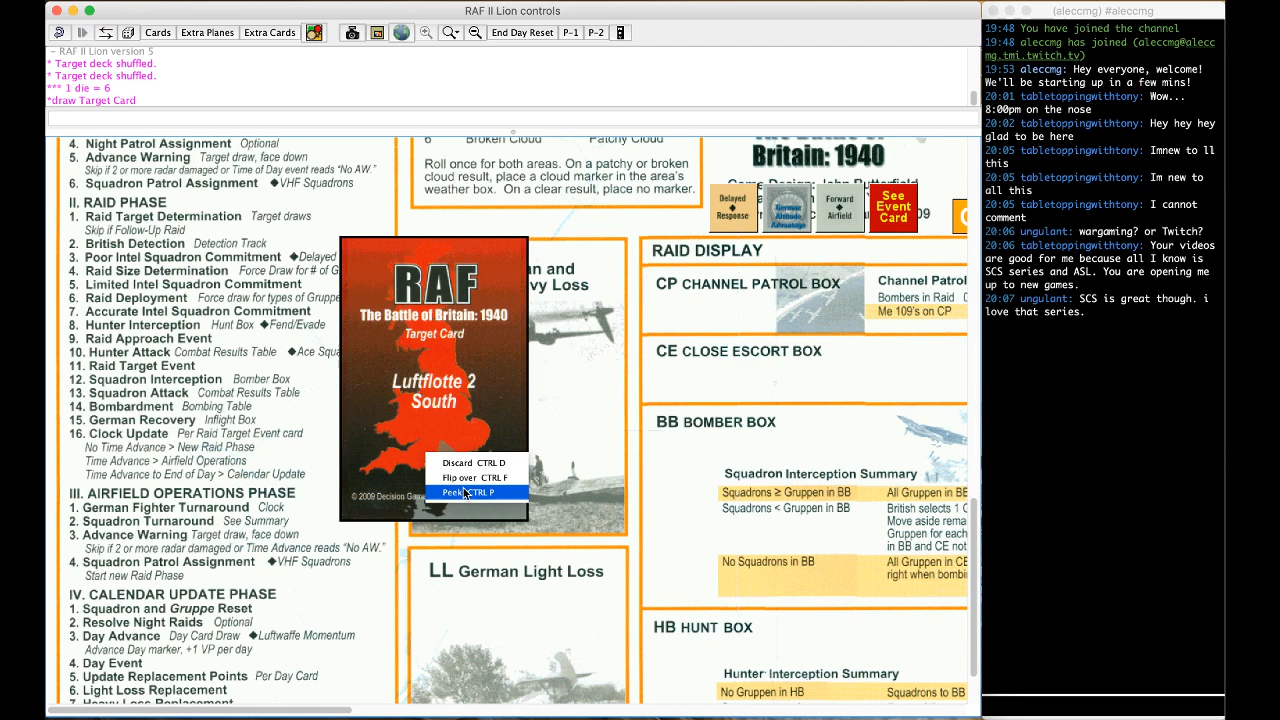 RAF II Lion controls
(aleccmg) #aleccmg
Cards
Extra Planes
Extra Cards
End Day Reset
P-1
P-2
- RAF II Lion version 5
* Target deck shuffled.
* Target deck shuffled.
*** 1 die = 6
*draw Target Card
4. Night Patrol Assignment Optional
5. Advance Warning Target draw, face down
Skip if 2 or more radar damaged or Time of Day event reads “No AW.”
6. Squadron Patrol Assignment ◆VHF Squadrons
II. RAID PHASE
1. Raid Target Determination Target draws
Skip if Follow-Up Raid
2. British Detection Detection Track
3. Poor Intel Squadron Commitment ◆Delayed
4. Raid Size Determination Force Draw for # of G
5. Limited Intel Squadron Commitment
6. Raid Deployment Force draw for types of Gruppe
7. Accurate Intel Squadron Commitment
8. Hunter Interception Hunt Box ◆Fend/Evade
9. Raid Approach Event
10. Hunter Attack Combat Results Table ◆Ace Squa
11. Raid Target Event
12. Squadron Interception Bomber Box
13. Squadron Attack Combat Results Table
14. Bombardment Bombing Table
15. German Recovery Inflight Box
16. Clock Update Per Raid Target Event card
No Time Advance > New Raid Phase
Time Advance > Airfield Operations
Time Advance to End of Day > Calendar Update
III. AIRFIELD OPERATIONS PHASE
1. German Fighter Turnaround Clock
2. Squadron Turnaround See Summary
3. Advance Warning Target draw, face down
Skip if 2 or more radar damaged or Time Advance reads “No AW.”
4. Squadron Patrol Assignment ◆VHF Squadrons
Start new Raid Phase
IV. CALENDAR UPDATE PHASE
1. Squadron and Gruppe Reset
2. Resolve Night Raids Optional
3. Day Advance Day Card Draw ◆Luftwaffe Momentum
Advance Day marker, +1 VP per day
4. Day Event
5. Update Replacement Points Per Day Card
6. Light Loss Replacement
6 Broken Cloud Patchy Cloud
Roll once for both areas. On a patchy or broken
cloud result, place a cloud marker in the area's
weather box. On a clear result, place no marker.
The Battle of
Britain: 1940
Delayed
◆
Response
German
Altitude
Advantage
Forward
◆
Airfield
See
Event
Card
RAF
The Battle of Britain: 1940
Target Card
Luftflotte 2
South
© 2009 Decision Gam
Discard CTRL D
Flip over CTRL F
Peek CTRL P
n and
vy Loss
LL German Light Loss
RAID DISPLAY
CP CHANNEL PATROL BOX
Channel Patrol
Bombers in Raid
Me 109's on CP
CE CLOSE ESCORT BOX
BB BOMBER BOX
Squadron Interception Summary
Squadrons ≥ Gruppen in BB All Gruppen in BB
Squadrons < Gruppen in BB British selects 1 G
Move aside rema
Gruppen for each
in BB and CE not
No Squadrons in BB All Gruppen in CE
right when bombi
HB HUNT BOX
Hunter Interception Summary
No Gruppen in HB Squadrons to BB
19:48 You have joined the channel
19:48 aleccmg has joined (aleccmg@alecc
mg.tmi.twitch.tv)
19:53 aleccmg: Hey everyone, welcome!
We'll be starting up in a few mins!
20:01 tabletoppingwithtony: Wow...
8:00pm on the nose
20:02 tabletoppingwithtony: Hey hey hey
glad to be here
20:05 tabletoppingwithtony: Imnew to ll
this
20:05 tabletoppingwithtony: Im new to
all this
20:05 tabletoppingwithtony: I cannot
comment
20:06 ungulant: wargaming? or Twitch?
20:06 tabletoppingwithtony: Your videos
are good for me because all I know is
SCS series and ASL. You are opening me
up to new games.
20:07 ungulant: SCS is great though. i
love that series.